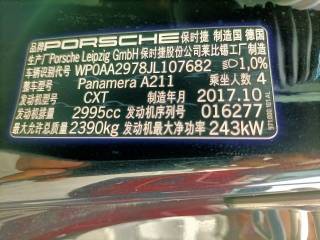 品牌 PORSCHE 保时捷 制造国 德国
生产厂 Porsche Leipzig GmbH 保时捷股份公司莱比锡工厂制造
车辆识别代号 WP0AA2978JL107682 1,0%
整车型号 Panamera A211 乘坐人数 4
发动机型号 CXT 制造年月 2017.10
发动机排量 2995cc 发动机序列号 016277
最大允许总质量 2390kg 发动机最大净功率 243kW